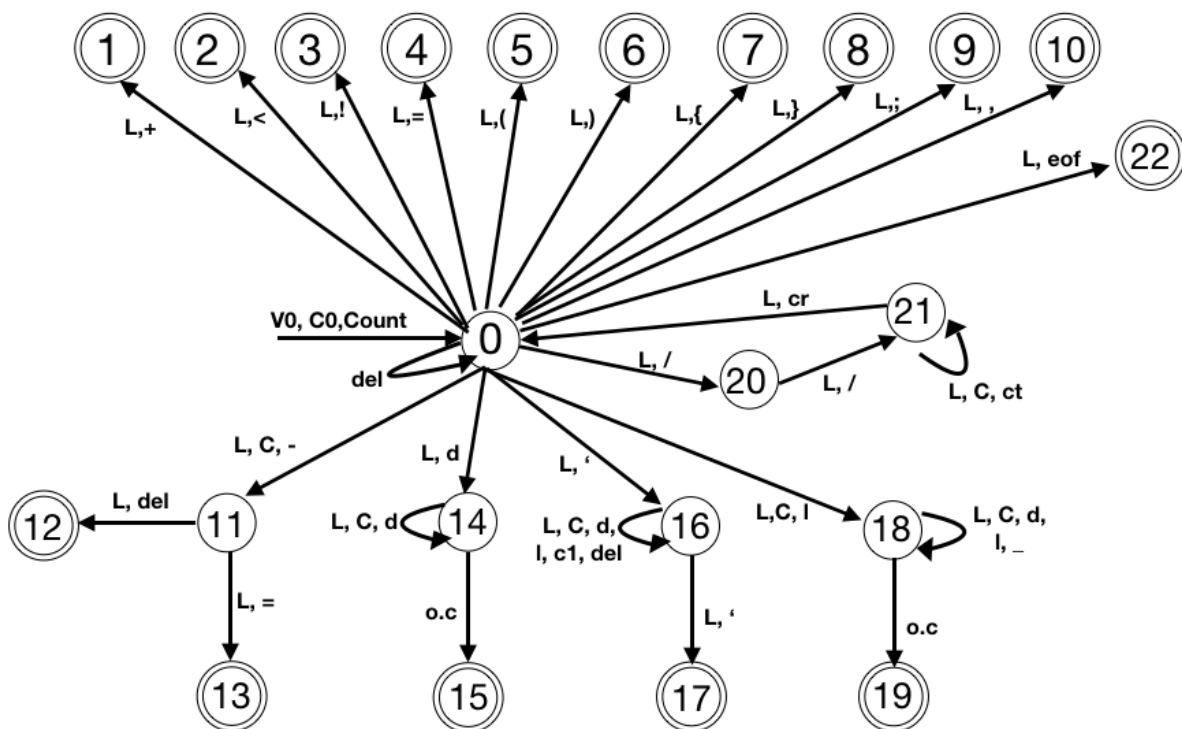 1 2 3 4 5 6 7 8 9 10
L,+ L,< L,! L,= L,( L,) L,{ L,} L,; L, ,
L, eof 22
V0, C0,Count 0 L, cr 21
del L, / 20 L, / L, C, ct
L, C, - L, d L, ‘ L,C, l
12 L, del 11 L, C, d 14 L, C, d, 16 18 L, C, d,
l, c1, del l, _
L, = o.c L, ‘ o.c
13 15 17 19